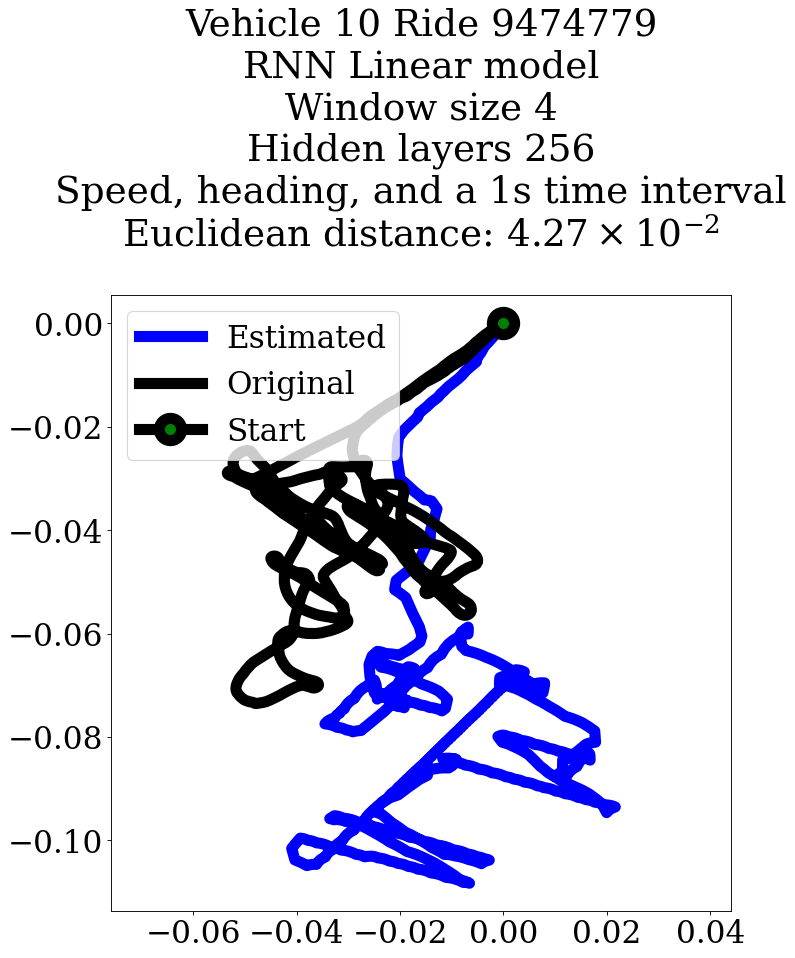 Vehicle 10 Ride 9474779
RNN Linear model
Window size 4
Hidden layers 256
Speed, heading, and a 1s time interval
Euclidean distance: 4.27 × 10⁻²
Estimated
Original
Start
0.00
−0.02
−0.04
−0.06
−0.08
−0.10
−0.06 −0.04 −0.02 0.00 0.02 0.04